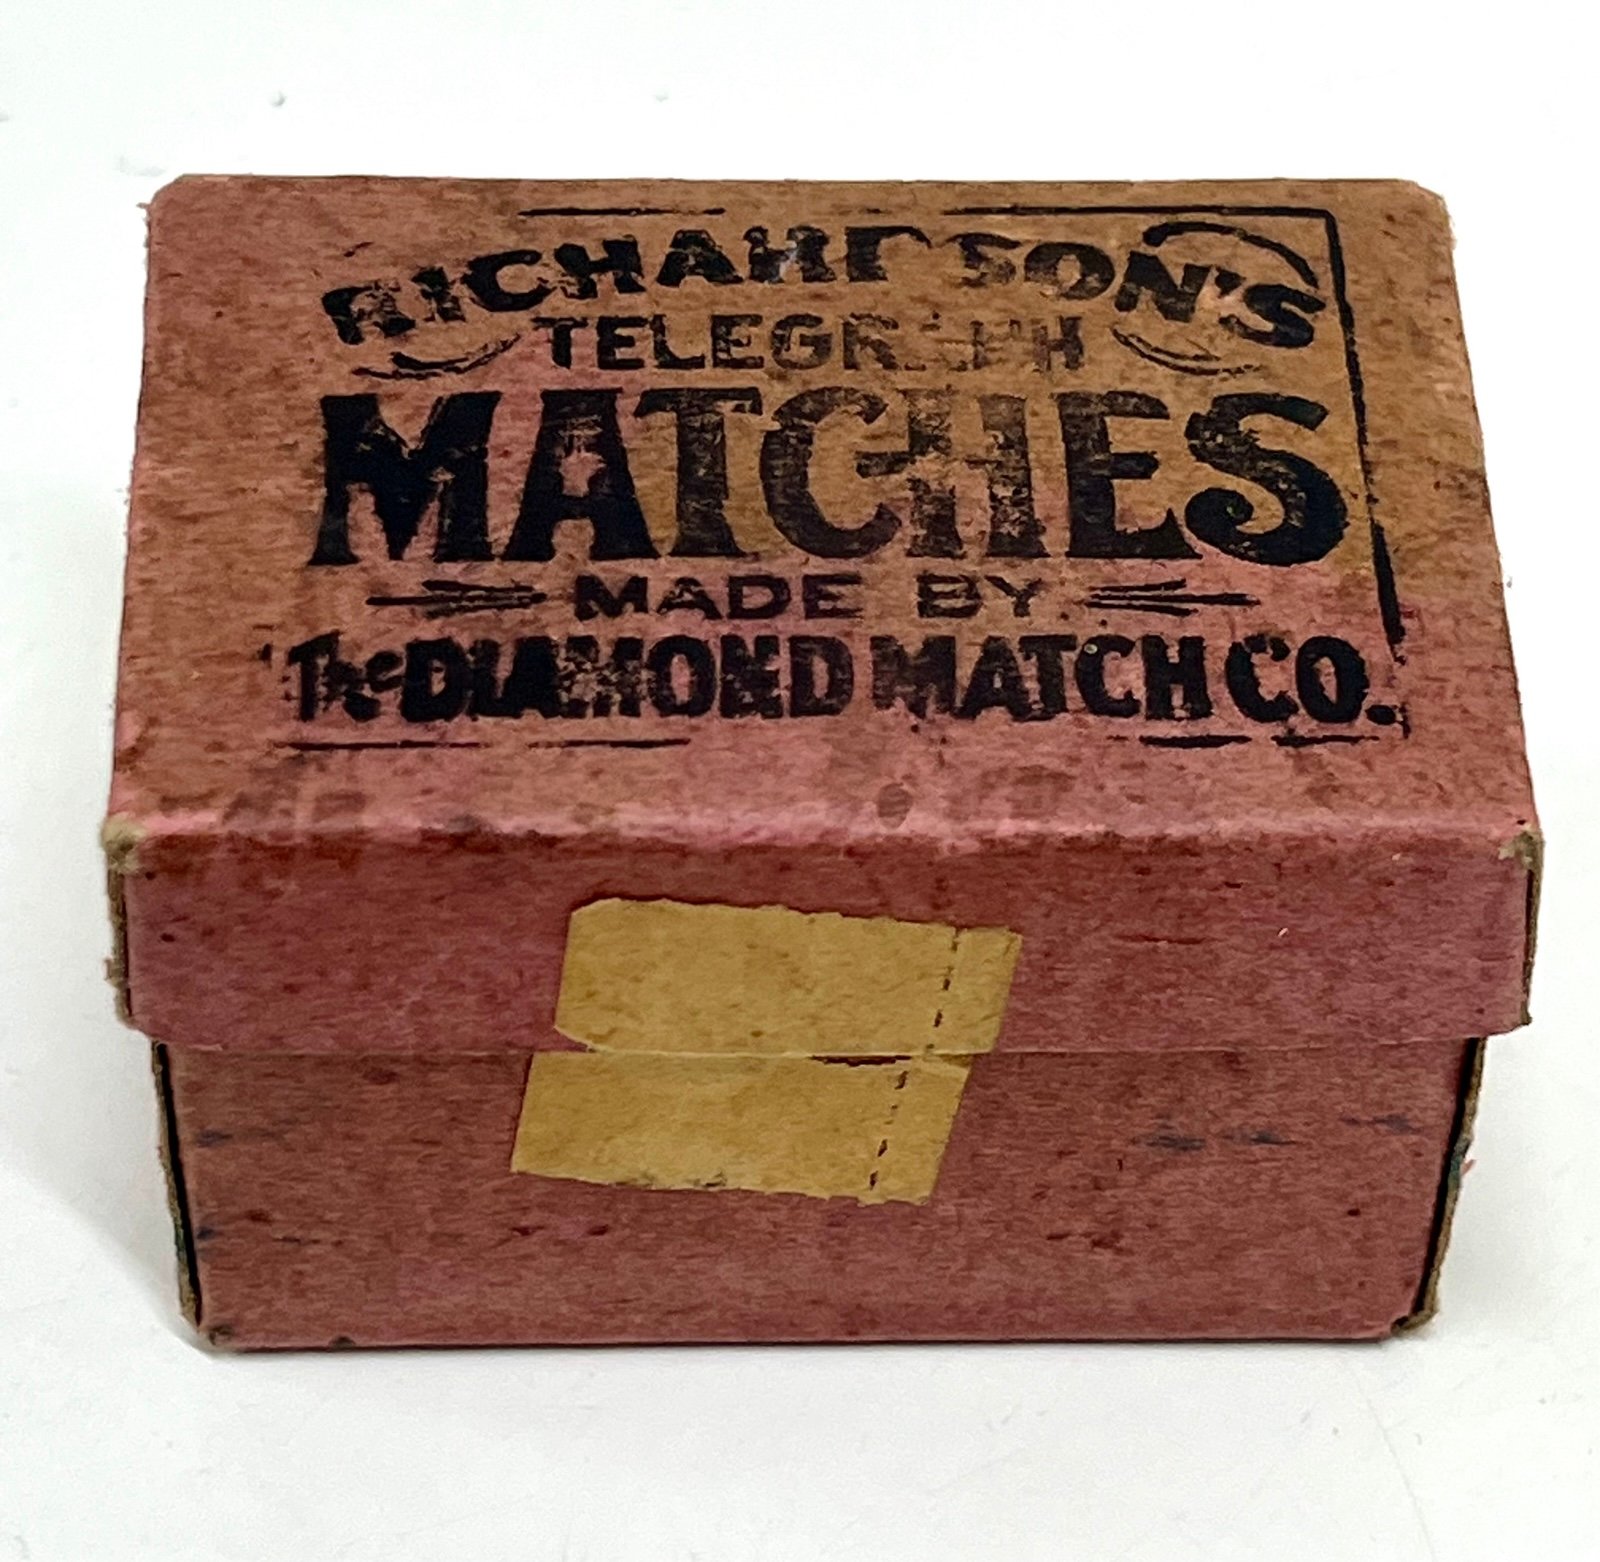 RICHARDSON'S
TELEGRAPH
MATCHES
MADE BY
The DIAMOND MATCH CO.